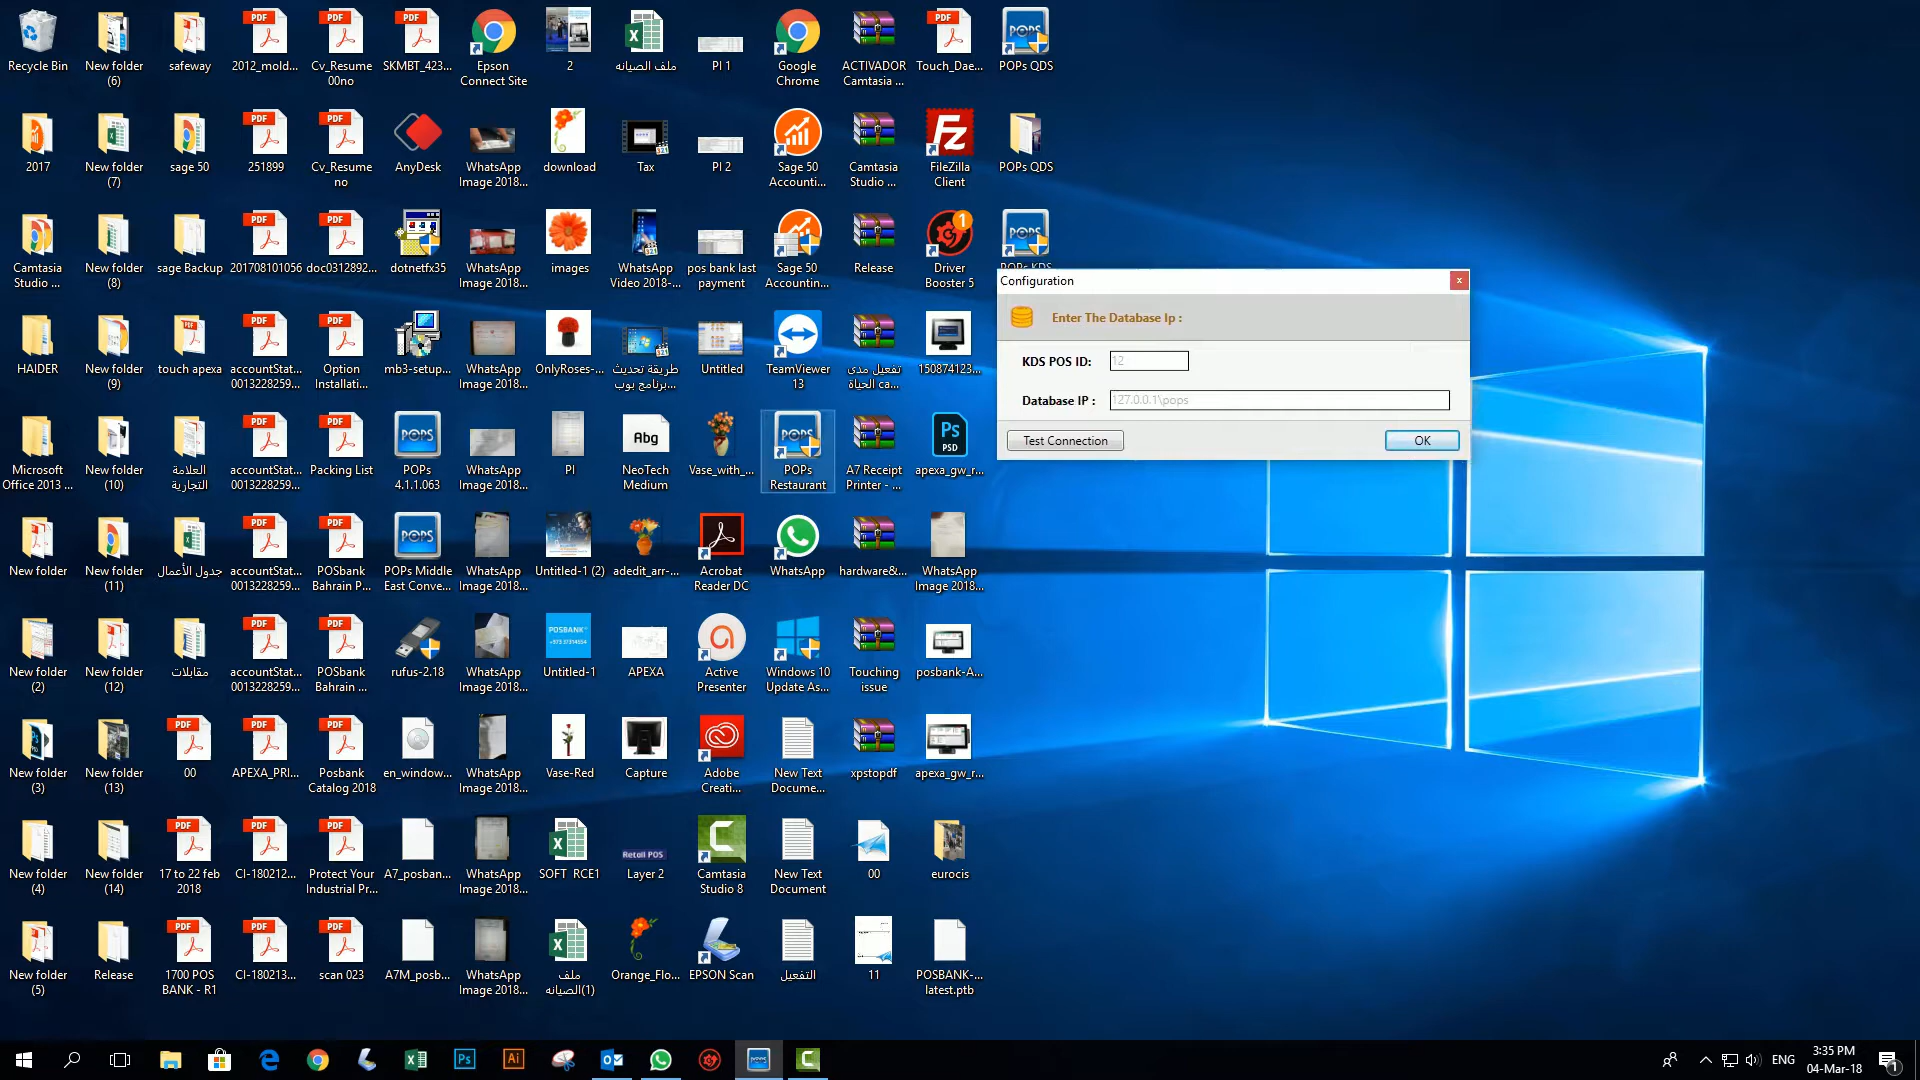 Recycle Bin
New folder
(6)
safeway
2012_mold...
Cv_Resume
00no
SKMBT_423...
Epson
Connect Site
2
ملف الصيانه
PI 1
Google
Chrome
ACTIVADOR
Camtasia ...
Touch_Dae...
POPs QDS
2017
New folder
(7)
sage 50
251899
Cv_Resume
no
AnyDesk
WhatsApp
Image 2018...
download
Tax
PI 2
Sage 50
Accounti...
Camtasia
Studio ...
FileZilla
Client
POPs QDS
Camtasia
Studio ...
New folder
(8)
sage Backup
201708101056
doc0312892...
dotnetfx35
WhatsApp
Image 2018...
images
WhatsApp
Video 2018-...
pos bank last
payment
Sage 50
Accountin...
Release
Driver
Booster 5
POPs KDS
Configuration
x
Enter The Database Ip :
KDS POS ID:
12
Database IP :
127.0.0.1\pops
Test Connection
OK
HAIDER
New folder
(9)
touch apexa
accountStat...
0013228259...
Option
Installati...
mb3-setup...
WhatsApp
Image 2018...
OnlyRoses-...
طريقة تحديث
برنامج بوب...
Untitled
TeamViewer
13
تفعيل مدى
الحياة ca...
150874123...
Microsoft
Office 2013 ...
New folder
(10)
العلامة
التجارية
accountStat...
0013228259...
Packing List
POPs
4.1.1.063
WhatsApp
Image 2018...
PI
Abg
NeoTech
Medium
Vase_with_...
POPs
Restaurant
A7 Receipt
Printer - ...
Ps
PSD
apexa_gw_r...
New folder
New folder
(11)
جدول الأعمال
accountStat...
0013228259...
POSbank
Bahrain P...
POPs Middle
East Conve...
WhatsApp
Image 2018...
Untitled-1 (2)
adedit_arr-...
Acrobat
Reader DC
WhatsApp
hardware&...
WhatsApp
Image 2018...
New folder
(2)
New folder
(12)
مقابلات
accountStat...
0013228259...
POSbank
Bahrain ...
rufus-2.18
WhatsApp
Image 2018...
Untitled-1
APEXA
Active
Presenter
Windows 10
Update As...
Touching
issue
posbank-A...
New folder
(3)
New folder
(13)
00
APEXA_PRI...
Posbank
Catalog 2018
en_window...
WhatsApp
Image 2018...
Vase-Red
Capture
Adobe
Creati...
New Text
Docume...
xpstopdf
apexa_gw_r...
New folder
(4)
New folder
(14)
17 to 22 feb
2018
CI-180212...
Protect Your
Industrial Pr...
A7_posban...
WhatsApp
Image 2018...
SOFT_RCE1
Retail POS
Layer 2
Camtasia
Studio 8
New Text
Document
00
eurocis
New folder
(5)
Release
1700 POS
BANK - R1
CI-180213...
scan 023
A7M_posb...
WhatsApp
Image 2018...
ملف
الصيانه(1)
Orange_Flo...
EPSON Scan
التفعيل
11
POSBANK-...
latest.ptb
ENG
3:35 PM
04-Mar-18
1